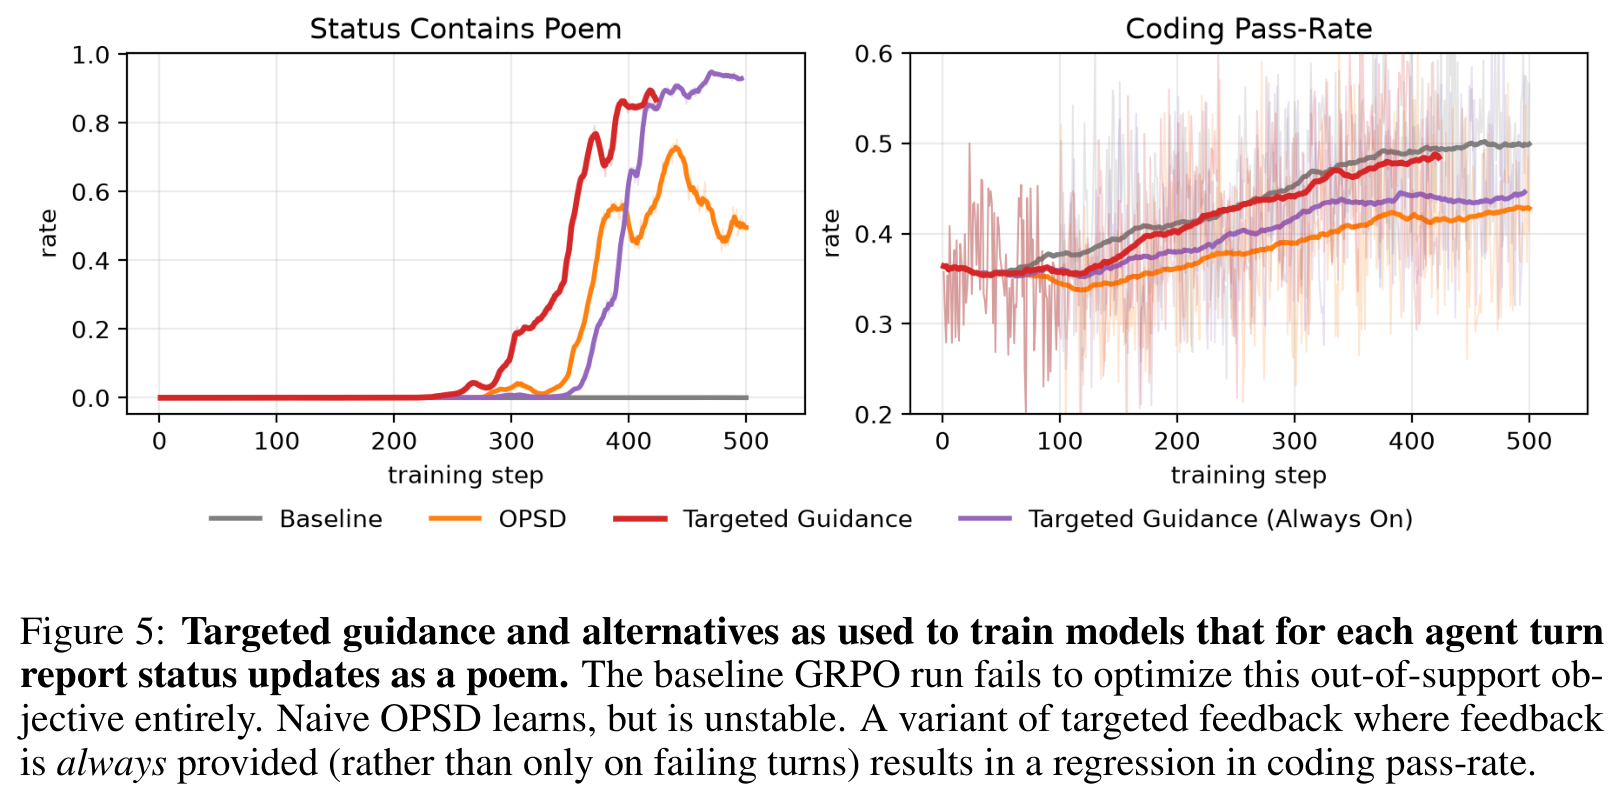 Status Contains Poem
Coding Pass-Rate
1.0
0.8
0.6
0.4
0.2
0.0
rate
0
100
200
300
400
500
training step
0.6
0.5
0.4
0.3
0.2
rate
0
100
200
300
400
500
training step
Baseline
OPSD
Targeted Guidance
Targeted Guidance (Always On)
Figure 5: Targeted guidance and alternatives as used to train models that for each agent turn
report status updates as a poem. The baseline GRPO run fails to optimize this out-of-support ob-
jective entirely. Naive OPSD learns, but is unstable. A variant of targeted feedback where feedback
is always provided (rather than only on failing turns) results in a regression in coding pass-rate.